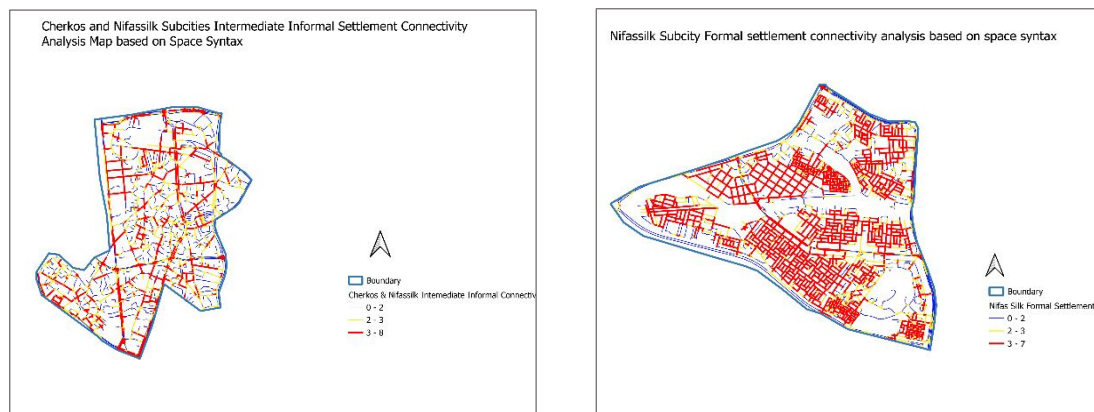 Cherkos and Nifassilk Subcities Intermediate Informal Settlement Connectivity
Analysis Map based on Space Syntax
Boundary
Cherkos & Nifassilk Intemediate Informal Connectiv
0 - 2
2 - 3
3 - 8
Nifassilk Subcity Formal settlement connectivity analysis based on space syntax
Boundary
Nifas Silk Formal Settlement
0 - 2
2 - 3
3 - 7